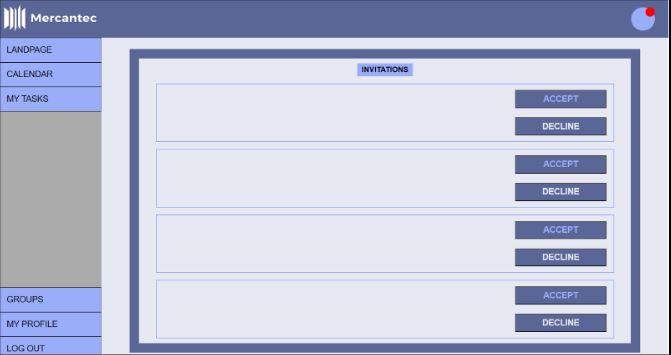 Mercantec
LANDPAGE
CALENDAR
MY TASKS
INVITATIONS
ACCEPT
DECLINE
ACCEPT
DECLINE
ACCEPT
DECLINE
ACCEPT
DECLINE
GROUPS
MY PROFILE
LOG OUT